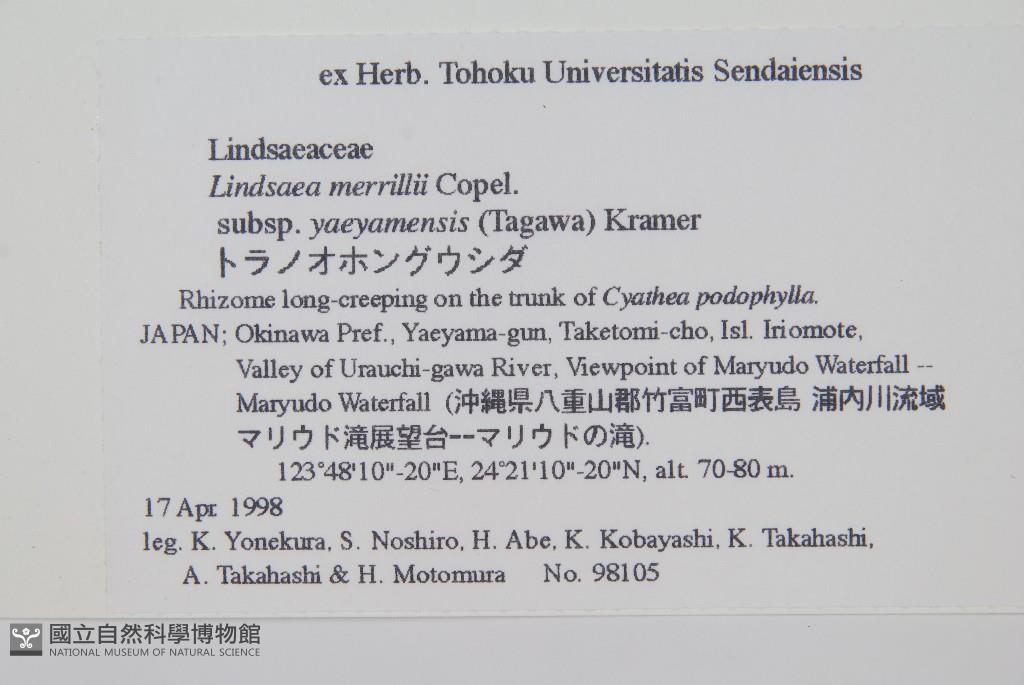 ex Herb. Tohoku Universitatis Sendaiensis
Lindsaeaceae
Lindsaea merrillii Copel.
subsp. yaeyamensis (Tagawa) Kramer
トラノオホングウシダ
Rhizome long-creeping on the trunk of Cyathea podophylla.
JAPAN; Okinawa Pref., Yaeyama-gun, Taketomi-cho, Isl. Iriomote,
Valley of Urauchi-gawa River, Viewpoint of Maryudo Waterfall --
Maryudo Waterfall (沖縄県八重山郡竹富町西表島 浦内川流域
マリウド滝展望台--マリウドの滝).
123°48'10"-20"E, 24°21'10"-20"N, alt. 70-80 m.
17 Apr. 1998
leg. K. Yonekura, S. Noshiro, H. Abe, K. Kobayashi, K. Takahashi,
A. Takahashi & H. Motomura No. 98105
國立自然科學博物館
NATIONAL MUSEUM OF NATURAL SCIENCE